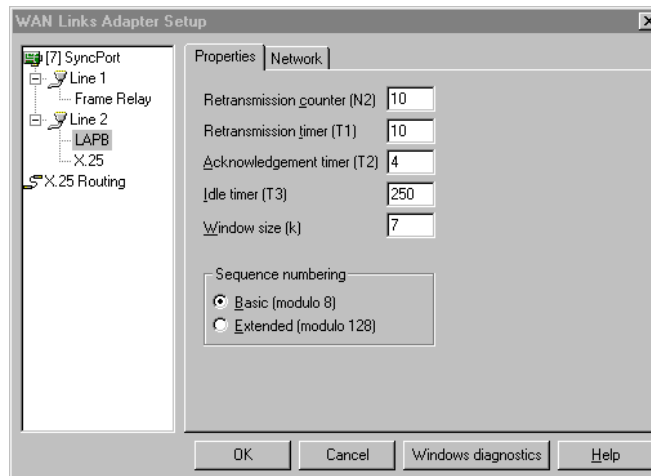 WAN Links Adapter Setup
[7] SyncPort
Line 1
Frame Relay
Line 2
LAPB
X.25
X.25 Routing
Properties
Network
Retransmission counter (N2) 10
Retransmission timer (T1) 10
Acknowledgement timer (T2) 4
Idle timer (T3) 250
Window size (k) 7
Sequence numbering
Basic (modulo 8)
Extended (modulo 128)
OK
Cancel
Windows diagnostics
Help